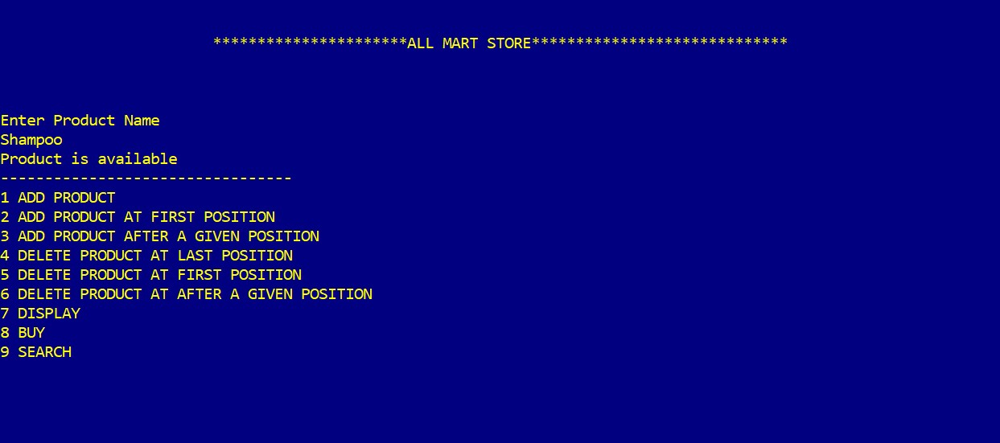 **********************ALL MART STORE*****************************
Enter Product Name
Shampoo
Product is available
---------------------------------
1 ADD PRODUCT
2 ADD PRODUCT AT FIRST POSITION
3 ADD PRODUCT AFTER A GIVEN POSITION
4 DELETE PRODUCT AT LAST POSITION
5 DELETE PRODUCT AT FIRST POSITION
6 DELETE PRODUCT AT AFTER A GIVEN POSITION
7 DISPLAY
8 BUY
9 SEARCH